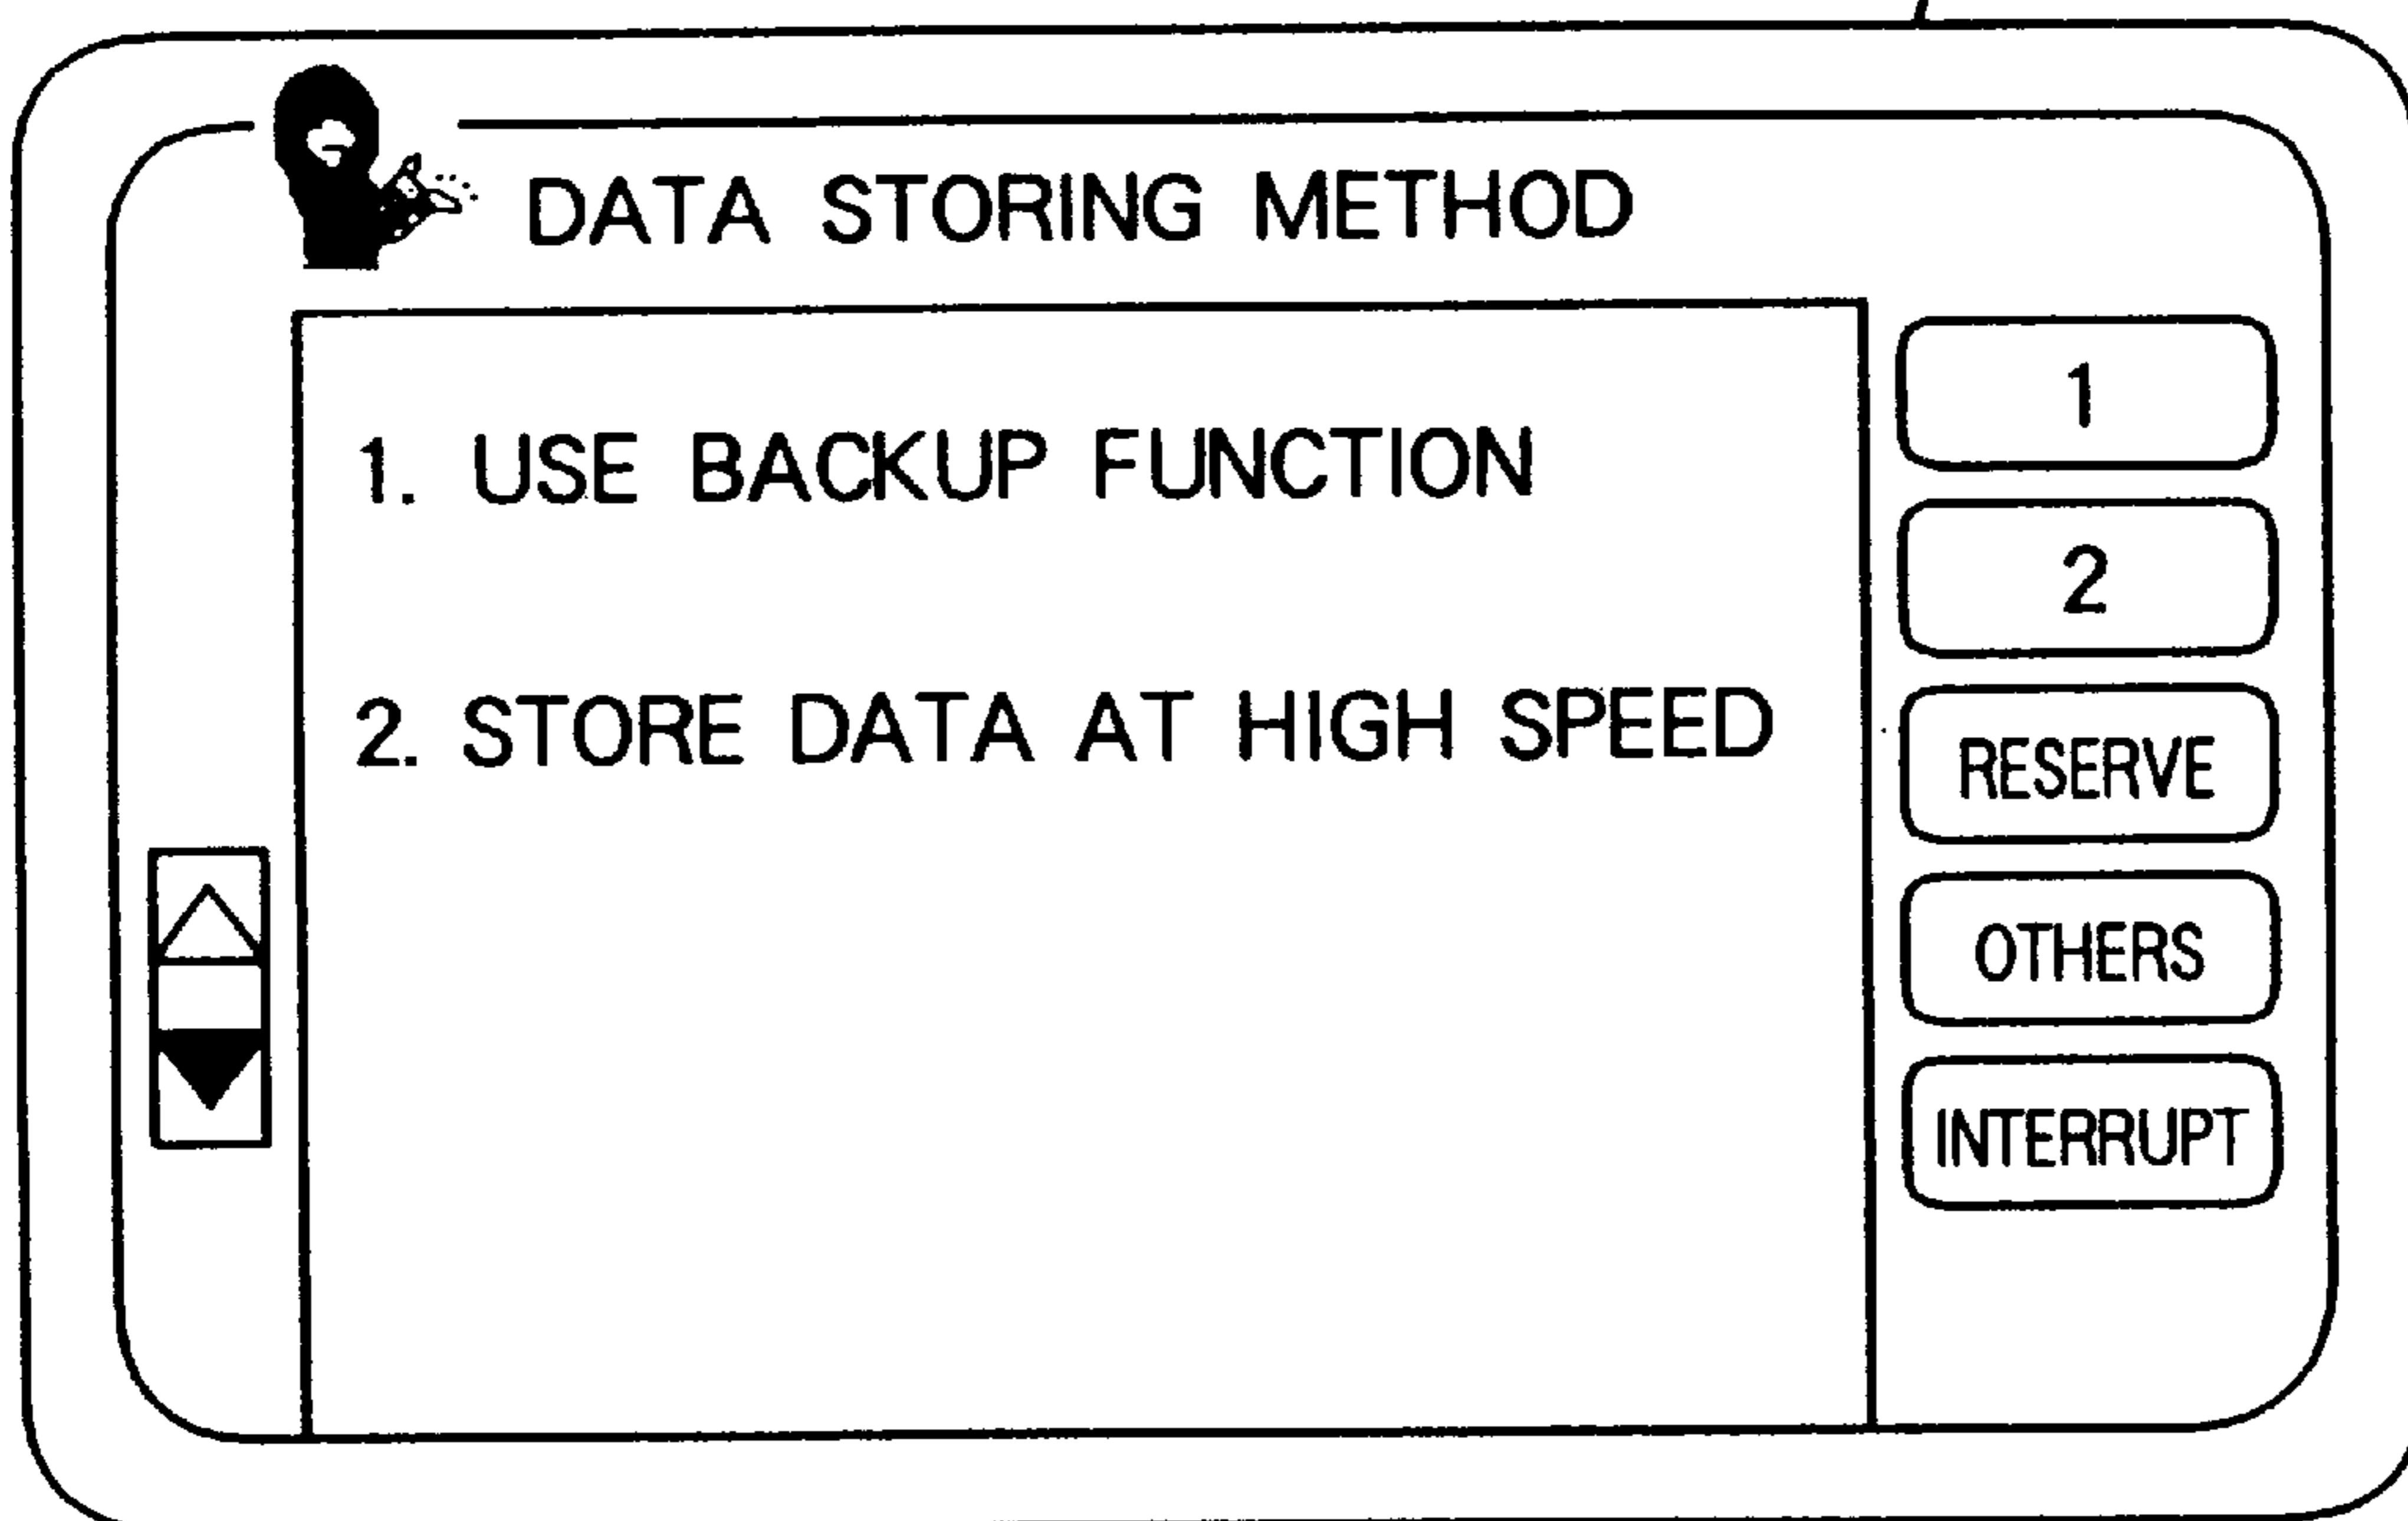 DATA STORING METHOD
1. USE BACKUP FUNCTION
2. STORE DATA AT HIGH SPEED
1
2
RESERVE
OTHERS
INTERRUPT